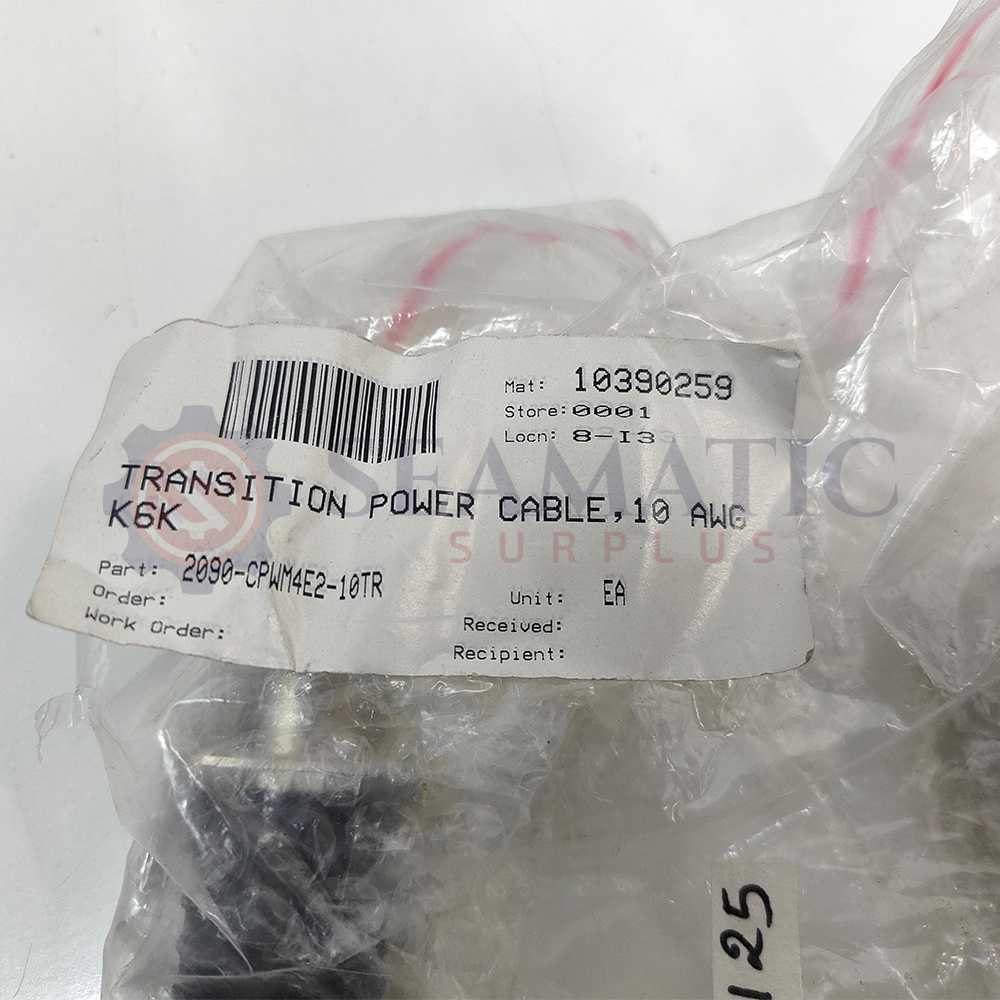 Mat: 10390259
Store:0001
Locn: 8-I3
TRANSITION POWER CABLE,10 AWG
K6K
Part: 2090-CPWM4E2-10TR
Order:
Work Order:
Unit: EA
Received:
Recipient:
SEAMATIC
SURPLUS
125